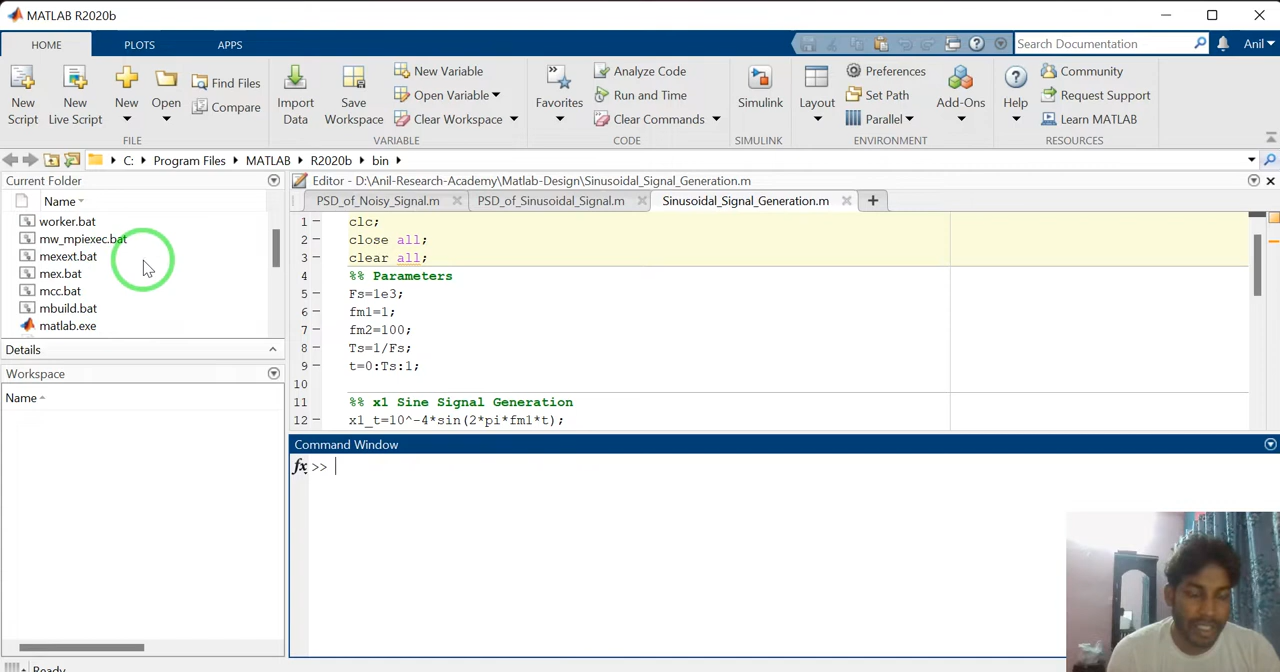 MATLAB R2020b
HOME PLOTS APPS
Search Documentation
Anil
New Script
New Live Script
New
Open
Find Files
Compare
FILE
Import Data
Save Workspace
New Variable
Open Variable
Clear Workspace
VARIABLE
Favorites
Analyze Code
Run and Time
Clear Commands
CODE
Simulink
SIMULINK
Layout
Preferences
Set Path
Parallel
Add-Ons
ENVIRONMENT
Help
Community
Request Support
Learn MATLAB
RESOURCES
C: Program Files MATLAB R2020b bin
Current Folder
Name
worker.bat
mw_mpiexec.bat
mexext.bat
mex.bat
mcc.bat
mbuild.bat
matlab.exe
Details
Workspace
Name
Editor - D:\Anil-Research-Academy\Matlab-Design\Sinusoidal_Signal_Generation.m
PSD_of_Noisy_Signal.m PSD_of_Sinusoidal_Signal.m Sinusoidal_Signal_Generation.m
1 clc;
2 close all;
3 clear all;
4 %% Parameters
5 Fs=1e3;
6 fm1=1;
7 fm2=100;
8 Ts=1/Fs;
9 t=0:Ts:1;
10
11 %% x1 Sine Signal Generation
12 x1_t=10^-4*sin(2*pi*fm1*t);
Command Window
fx >>
Ready